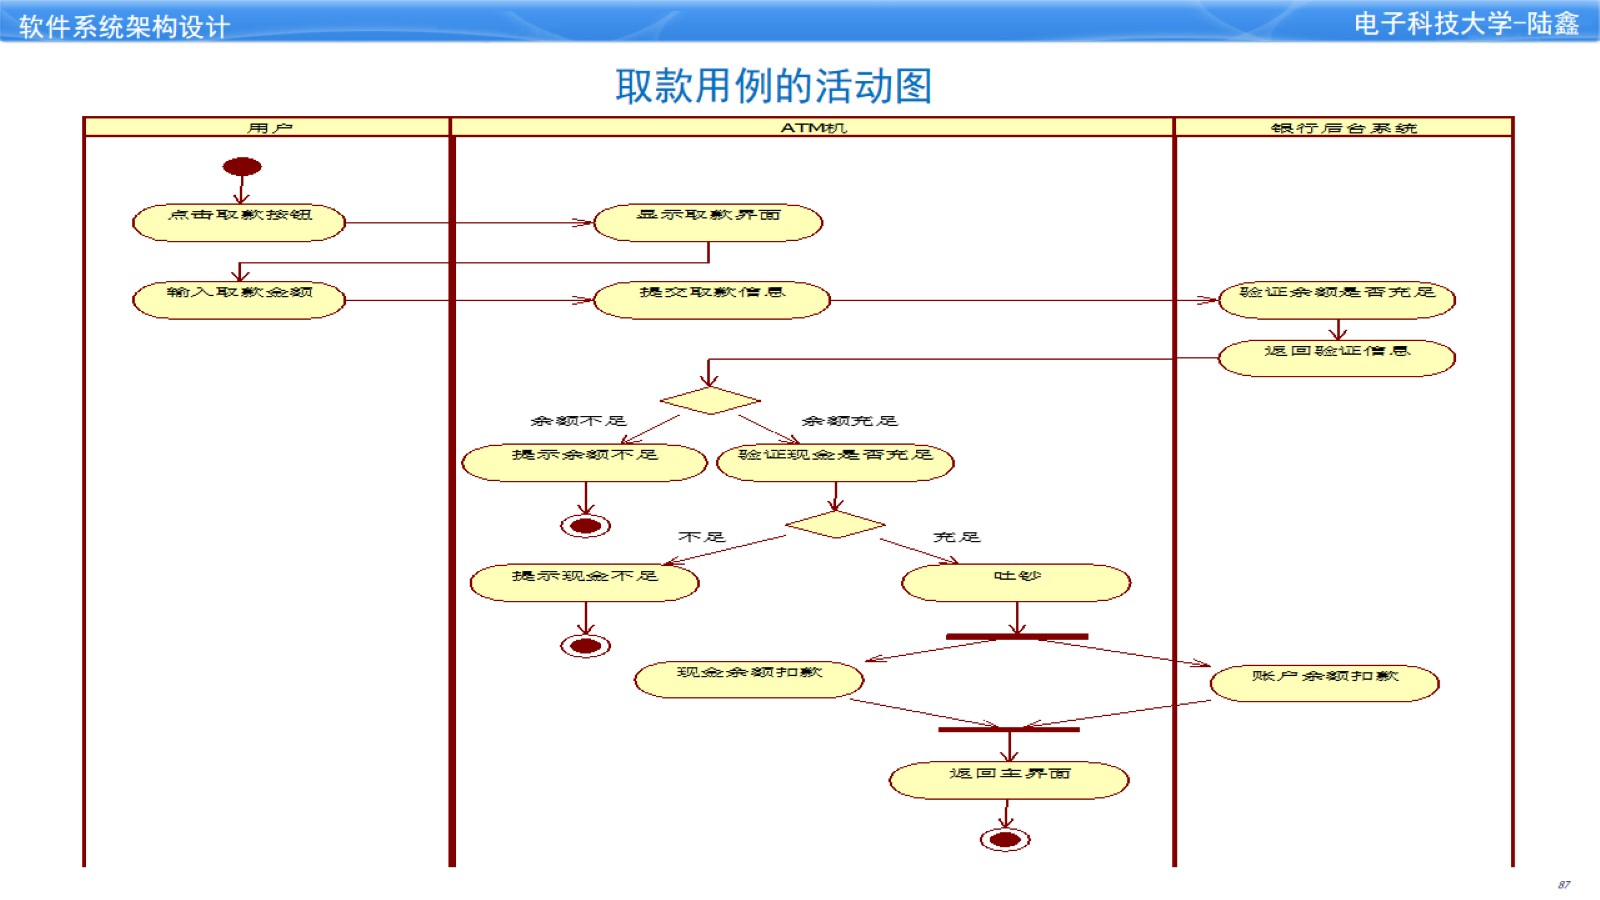 软件系统架构设计
电子科技大学-陆鑫
取款用例的活动图
用户
ATM机
银行后台系统
点击取款按钮
显示取款界面
输入取款金额
提交取款信息
验证余额是否充足
返回验证信息
余额不足
余额充足
提示余额不足
验证现金是否充足
不足
充足
提示现金不足
吐钞
现金余额扣款
账户余额扣款
返回主界面
87